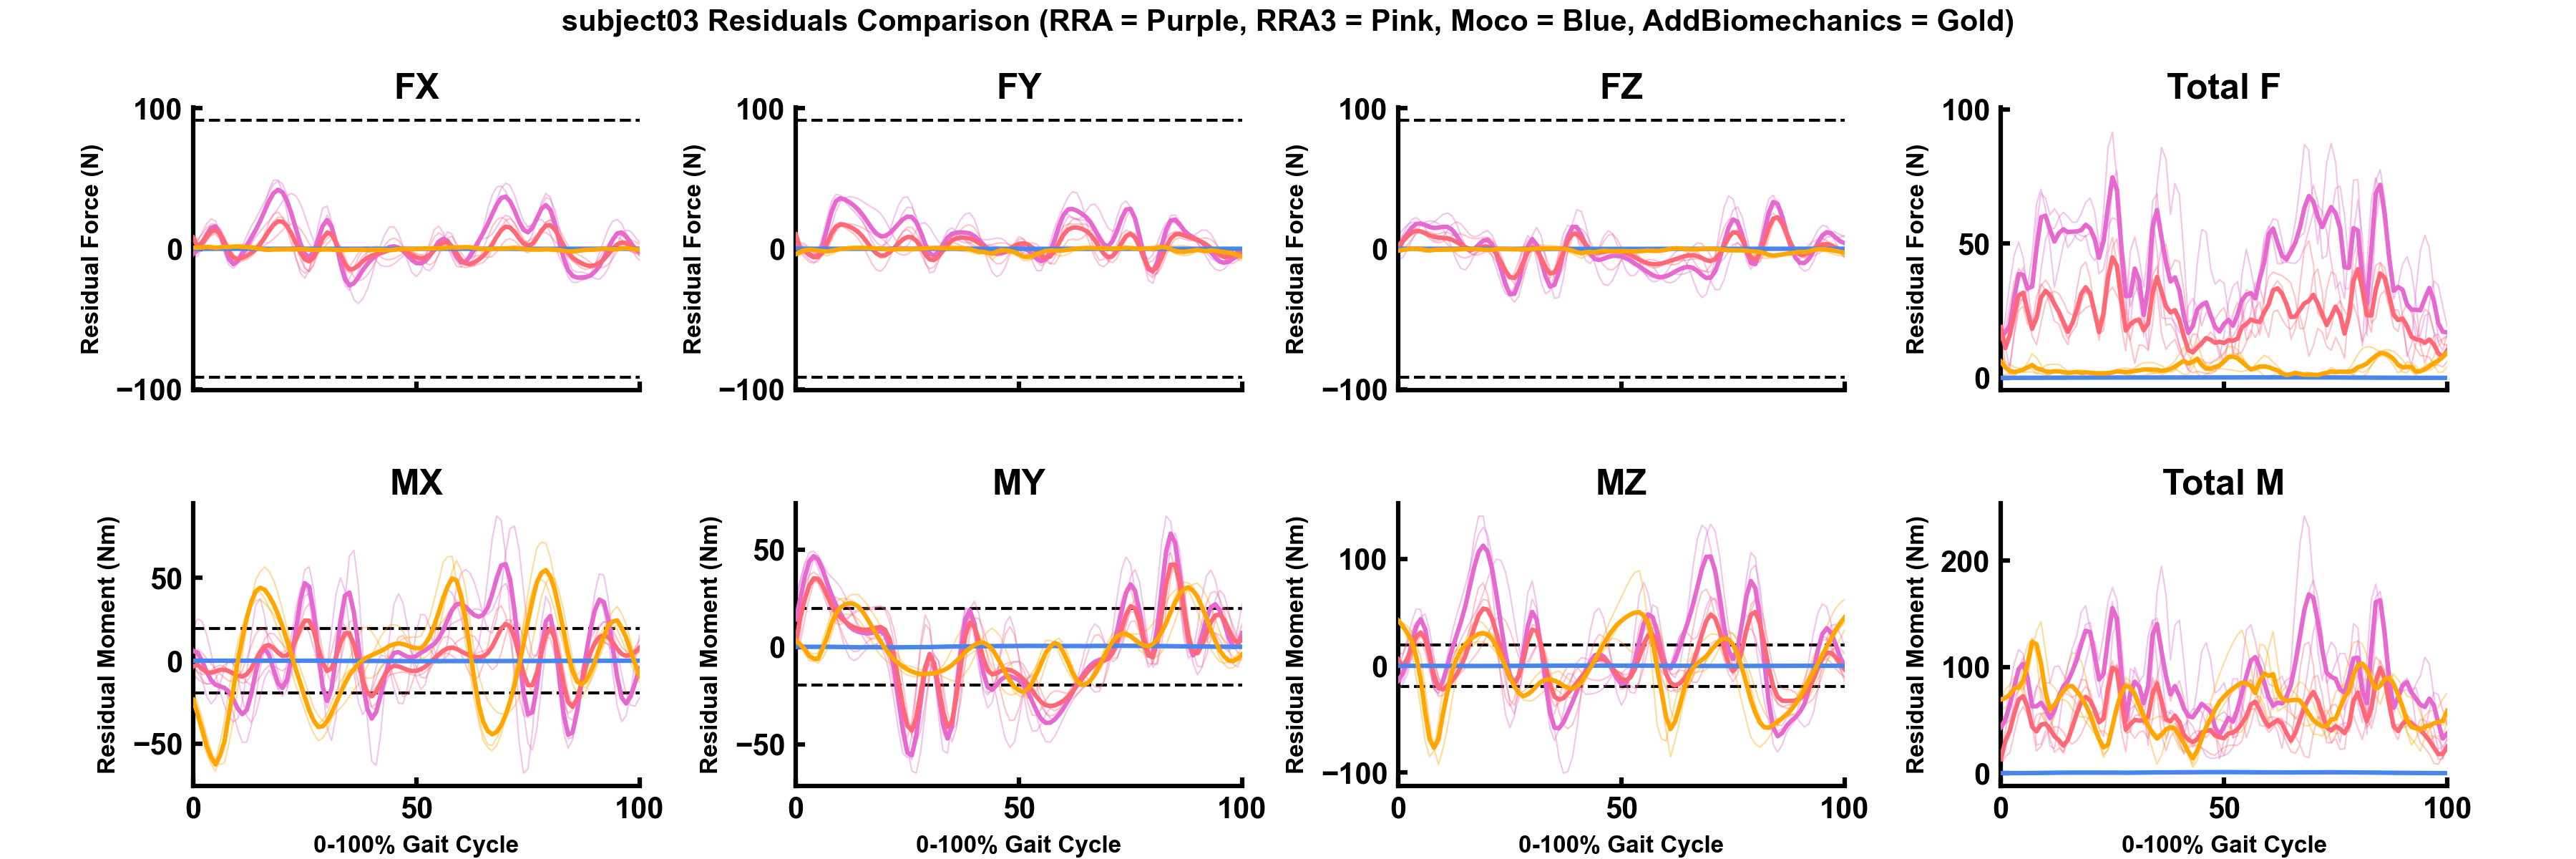 subject03 Residuals Comparison (RRA = Purple, RRA3 = Pink, Moco = Blue, AddBiomechanics = Gold)
FX
FY
FZ
Total F
Residual Force (N)
100
0
−100
Residual Force (N)
100
0
−100
Residual Force (N)
100
0
−100
Residual Force (N)
100
50
0
MX
MY
MZ
Total M
Residual Moment (Nm)
50
0
−50
0
50
100
0-100% Gait Cycle
Residual Moment (Nm)
50
0
−50
0
50
100
0-100% Gait Cycle
Residual Moment (Nm)
100
0
−100
0
50
100
0-100% Gait Cycle
Residual Moment (Nm)
200
100
0
0
50
100
0-100% Gait Cycle